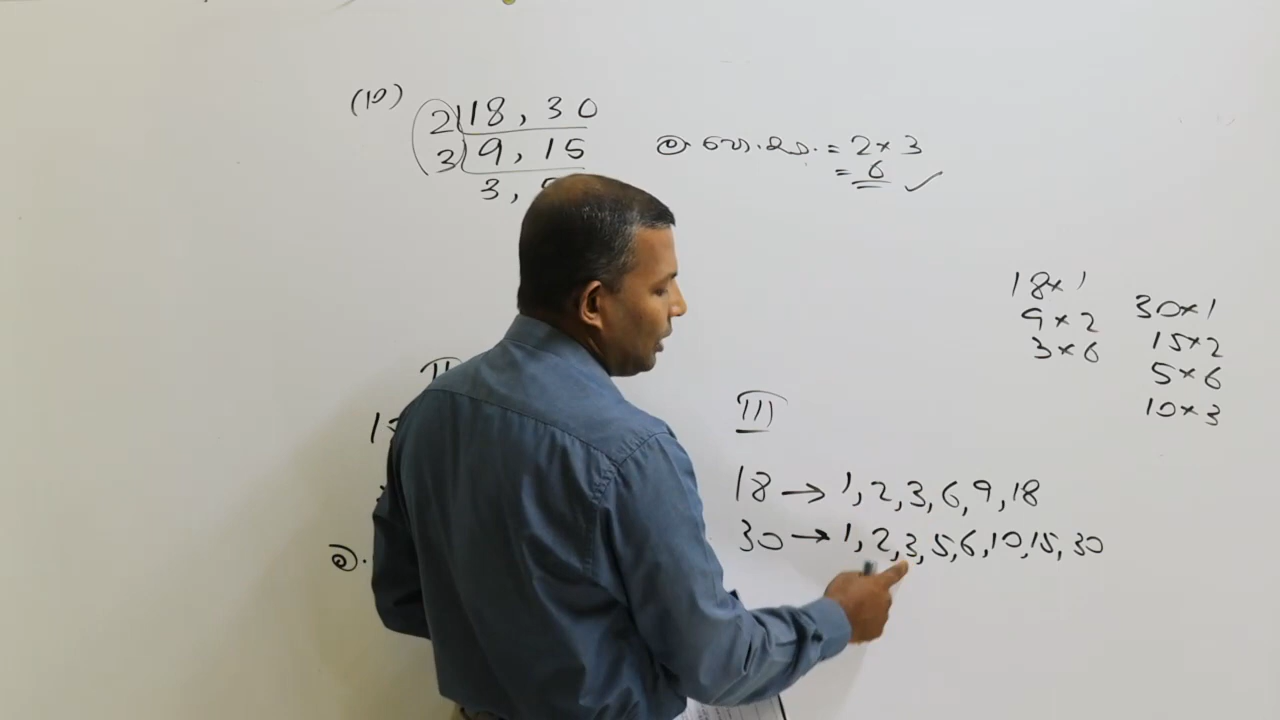 (10)
2 | 18, 30
3 | 9, 15
3,
ම. පො. සා. = 2 × 3
= 6 ✓
18 × 1
9 × 2
3 × 6
30 × 1
15 × 2
5 × 6
10 × 3
III
18 → 1, 2, 3, 6, 9, 18
30 → 1, 2, 3, 5, 6, 10, 15, 30